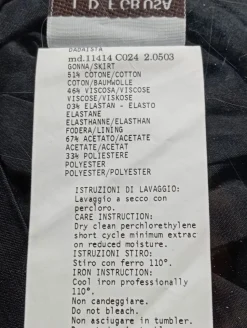 DADAISTA
md.11414 C024 2.0503
GONNA/SKIRT
51% COTONE/COTTON
COTON/BAUMWOLLE
46% VISCOSA/VISCOSE
VISCOSE/VISKOSE
03% ELASTAN - ELASTO
ELASTANE
ELASTHANNE/ELASTHAN
FODERA/LINING
67% ACETATO/ACETATE
ACETATE/ACETAT
33% POLIESTERE
POLYESTER
POLYESTER/POLYESTER
ISTRUZIONI DI LAVAGGIO:
Lavaggio a secco con
percloro.
CARE INSTRUCTION:
Dry clean perchlorethylene
short cycle minimum extrac
on reduced moisture.
ISTRUZIONI STIRO:
Stiro con ferro 110°.
IRON INSTRUCTION:
Cool iron professionally
110°.
Non candeggiare.
Do not bleach.
Non asciugare in tumbler.